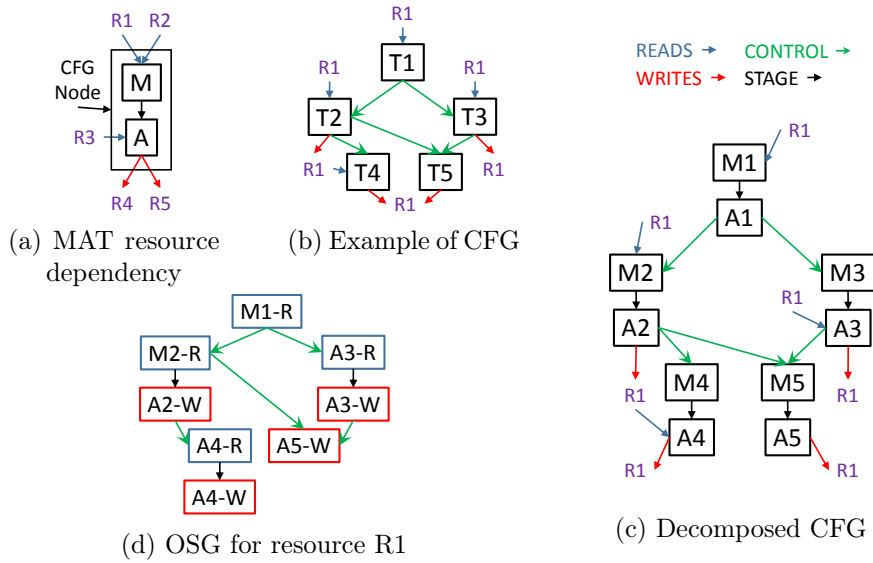 R1 R2
CFG
Node
M
R3
A
R4 R5
(a) MAT resource
dependency
R1
T1
R1
R1
T2
T3
R1
T4
T5
R1
R1
(b) Example of CFG
READS
CONTROL
WRITES
STAGE
R1
M1
A1
R1
M2
M3
R1
A2
A3
R1
M4
M5
R1
A4
A5
R1
R1
(c) Decomposed CFG
M1-R
M2-R
A3-R
A2-W
A3-W
A4-R
A5-W
A4-W
(d) OSG for resource R1